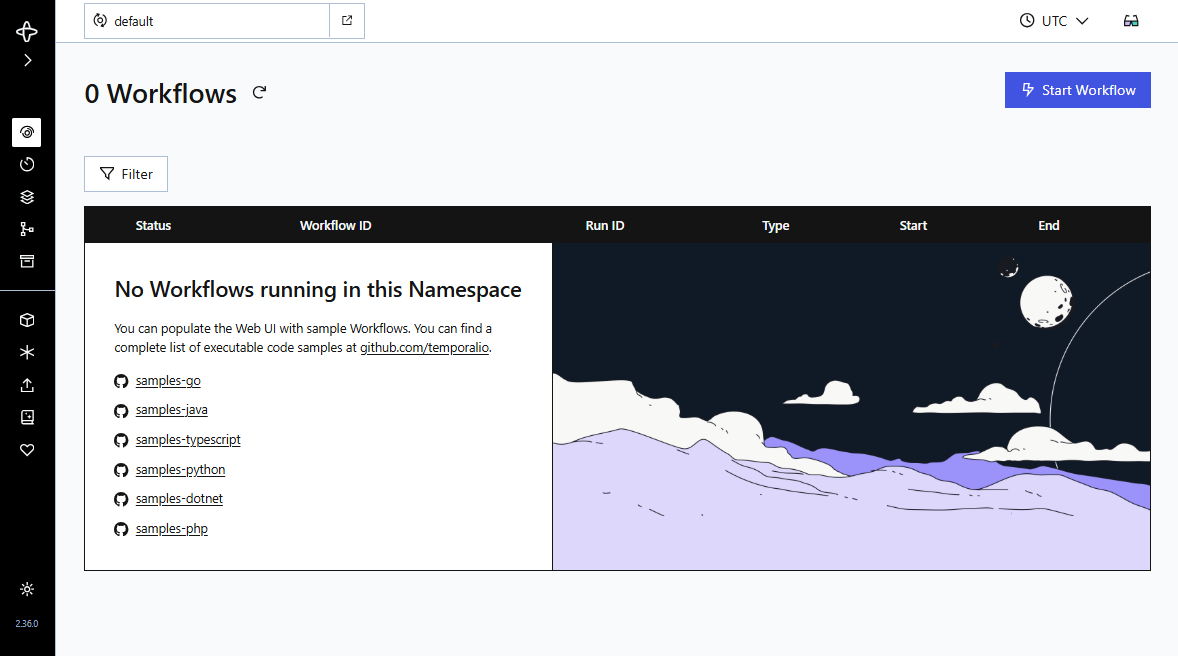 default
UTC
0 Workflows
Start Workflow
Filter
Status Workflow ID Run ID Type Start End
No Workflows running in this Namespace
You can populate the Web UI with sample Workflows. You can find a
complete list of executable code samples at github.com/temporalio.
samples-go
samples-java
samples-typescript
samples-python
samples-dotnet
samples-php
2.36.0